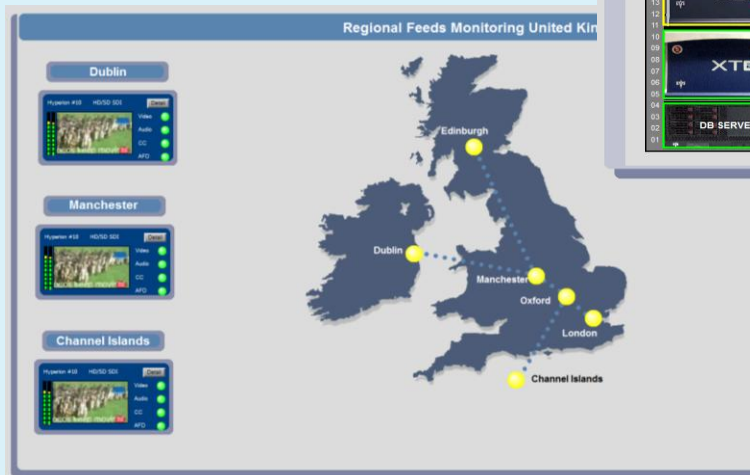 Regional Feeds Monitoring United Kin
Dublin
Hyperion #10 HD/SD SDI Detail
Video
Audio
CC
AFD
Manchester
Hyperion #10 HD/SD SDI Detail
Video
Audio
CC
AFD
Channel Islands
Hyperion #10 HD/SD SDI Detail
Video
Audio
CC
AFD
Edinburgh
Dublin
Manchester
Oxford
London
Channel Islands
13
12
11
10
09
08
07
06
05
04
03
02
01
XT
DB SERVE